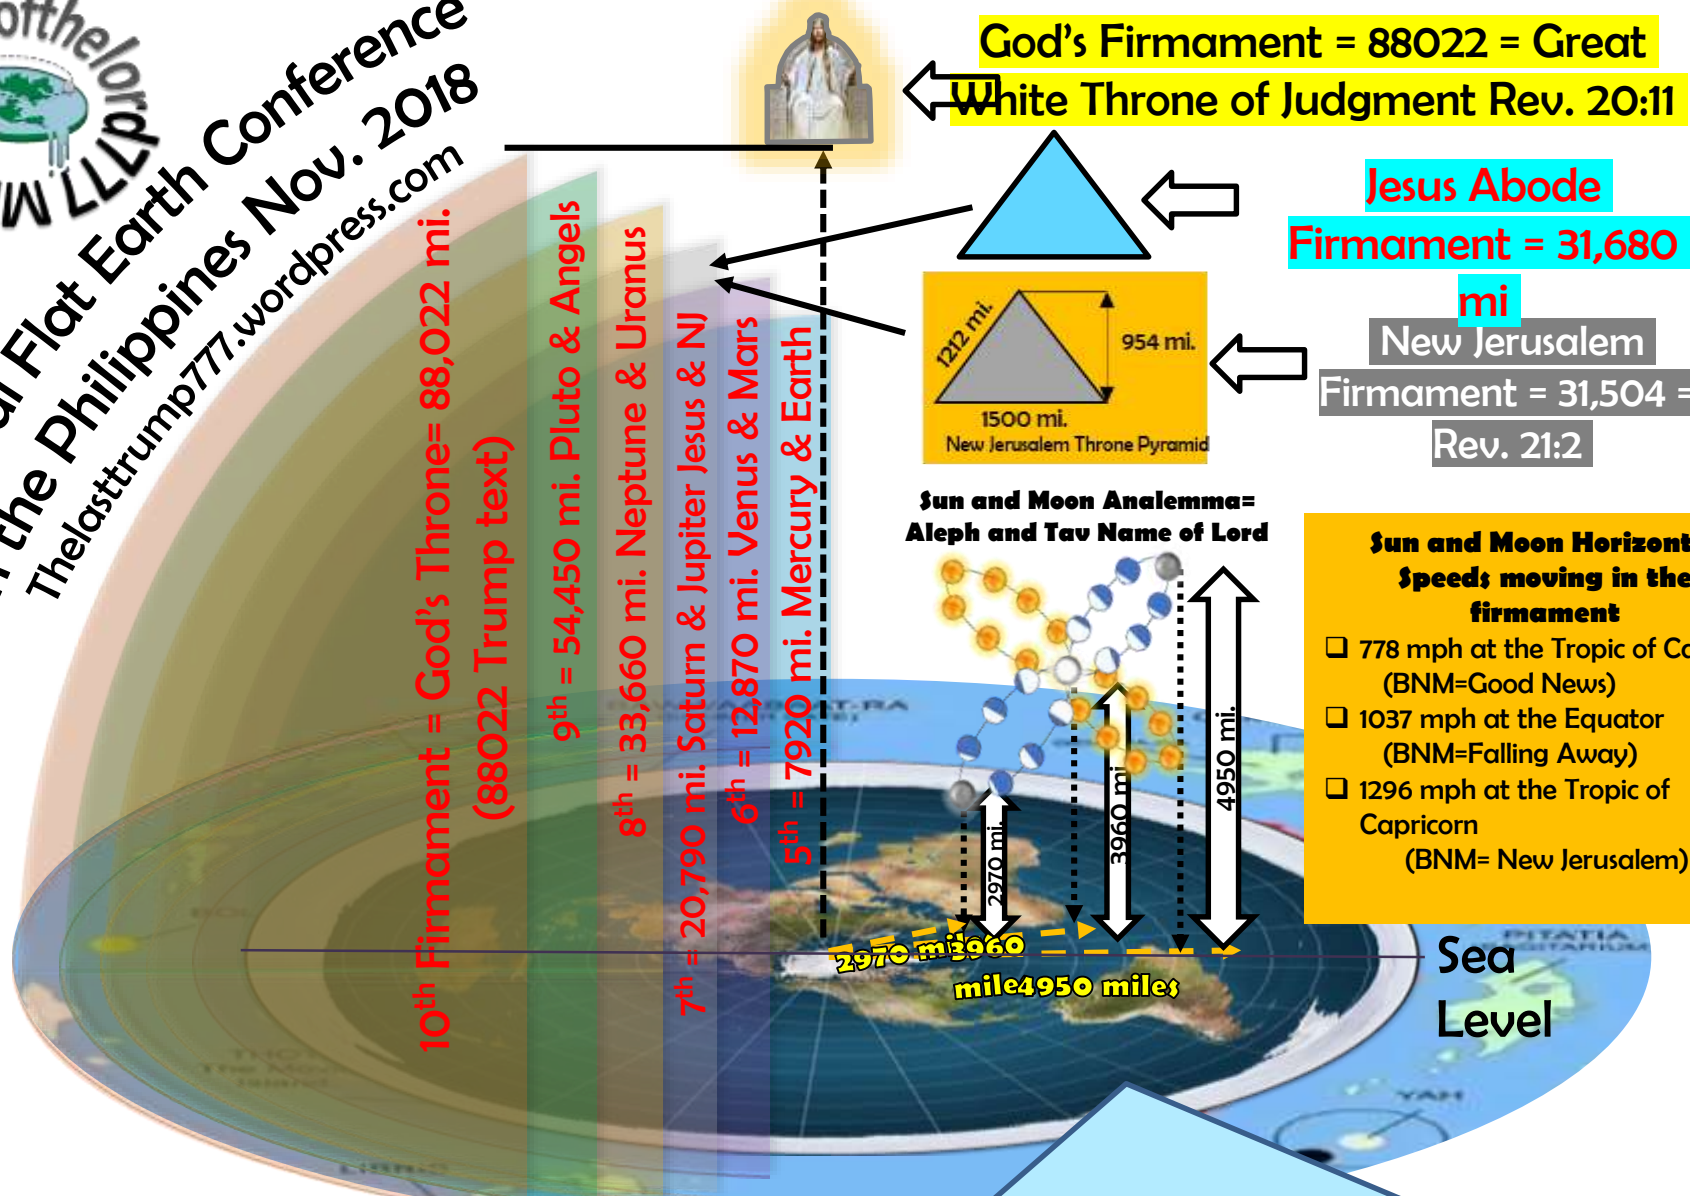 ofthelord777 Mi
Flat Earth Conference
the Philippines Nov. 2018
Thelasttrump777.wordpress.com
God's Firmament = 88022 = Great
White Throne of Judgment Rev. 20:11
Jesus Abode
Firmament = 31,680
mi
New Jerusalem
Firmament = 31,504 =
Rev. 21:2
1212 mi.
954 mi.
1500 mi.
New Jerusalem Throne Pyramid
10th Firmament = God's Throne= 88,022 mi.
(88022 Trump text)
9th = 54,450 mi. Pluto & Angels
8th = 33,660 mi. Neptune & Uranus
7th = 20,790 mi. Saturn & Jupiter Jesus & NJ
6th = 12,870 mi. Venus & Mars
5th = 7920 mi. Mercury & Earth
Sun and Moon Analemma=
Aleph and Tav Name of Lord
2970 mi.
3960 mi
4950 mi.
Sun and Moon Horizont
Speeds moving in the
firmament
❑ 778 mph at the Tropic of Ca
(BNM=Good News)
❑ 1037 mph at the Equator
(BNM=Falling Away)
❑ 1296 mph at the Tropic of
Capricorn
(BNM= New Jerusalem)
2970 mile
3960
mile
4950 miles
Sea
Level
PITATIA
YAH